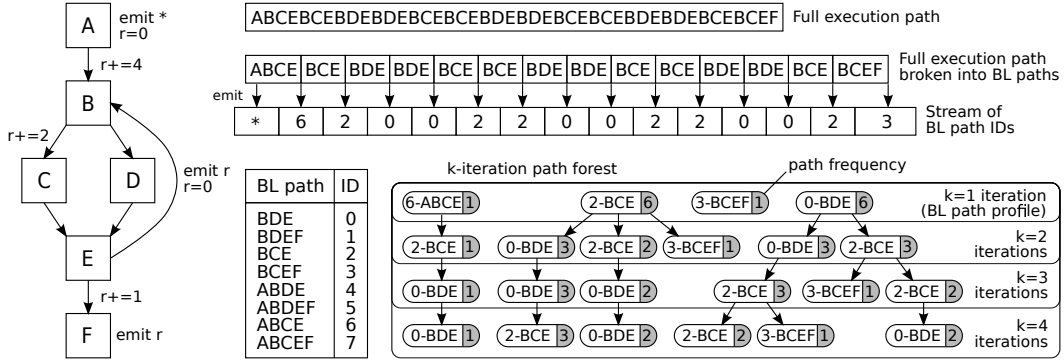 A
emit *
r=0
r+=4
B
r+=2
C
D
emit r
r=0
E
r+=1
F
emit r
ABCEBCEBDEBDEBCEBCEBDEBDEBCEBCEBDEBDEBCEBCEF
Full execution path
ABCE BCE BDE BDE BCE BCE BDE BDE BCE BCE BDE BDE BCE BCEF
Full execution path
broken into BL paths
emit
* 6 2 0 0 2 2 0 0 2 2 0 0 2 3
Stream of
BL path IDs
BL path ID
BDE 0
BDEF 1
BCE 2
BCEF 3
ABDE 4
ABDEF 5
ABCE 6
ABCEF 7
k-iteration path forest
path frequency
6-ABCE 1 2-BCE 6 3-BCEF 1 0-BDE 6
k=1 iteration
(BL path profile)
2-BCE 1 0-BDE 3 2-BCE 2 3-BCEF 1 0-BDE 3 2-BCE 3
k=2
iterations
0-BDE 1 0-BDE 3 0-BDE 2 2-BCE 3 3-BCEF 1 2-BCE 2
k=3
iterations
0-BDE 1 2-BCE 3 0-BDE 2 2-BCE 2 3-BCEF 1 0-BDE 2
k=4
iterations